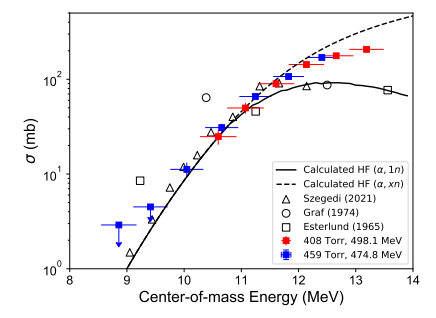 10²
10¹
10⁰
σ (mb)
8 9 10 11 12 13 14
Center-of-mass Energy (MeV)
Calculated HF (α, 1n)
Calculated HF (α, xn)
Szegedi (2021)
Graf (1974)
Esterlund (1965)
408 Torr, 498.1 MeV
459 Torr, 474.8 MeV